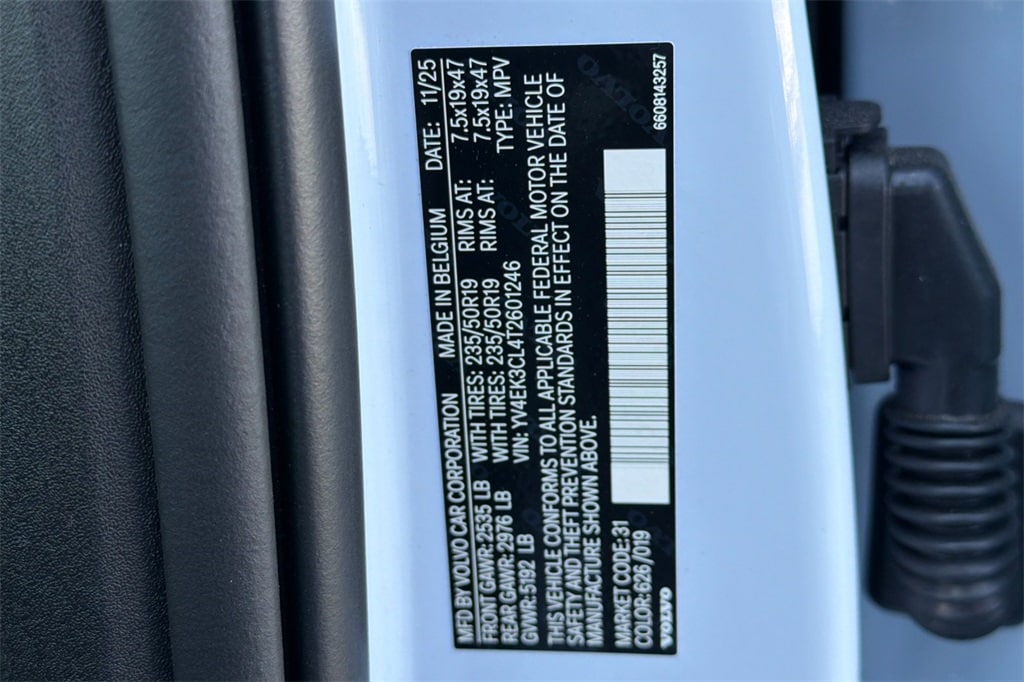 MFD BY VOLVO CAR CORPORATION MADE IN BELGIUM DATE: 11/25
FRONT GAWR: 2535 LB WITH TIRES: 235/50R19 RIMS AT: 7.5x19x47
REAR GAWR: 2976 LB WITH TIRES: 235/50R19 RIMS AT: 7.5x19x47
GVWR: 5192 LB VIN: YV4EK3CL4T2601246 TYPE: MPV
THIS VEHICLE CONFORMS TO ALL APPLICABLE FEDERAL MOTOR VEHICLE
SAFETY AND THEFT PREVENTION STANDARDS IN EFFECT ON THE DATE OF
MANUFACTURE SHOWN ABOVE.
MARKET CODE: 31
COLOR: 626 /019
VOLVO
6608143257